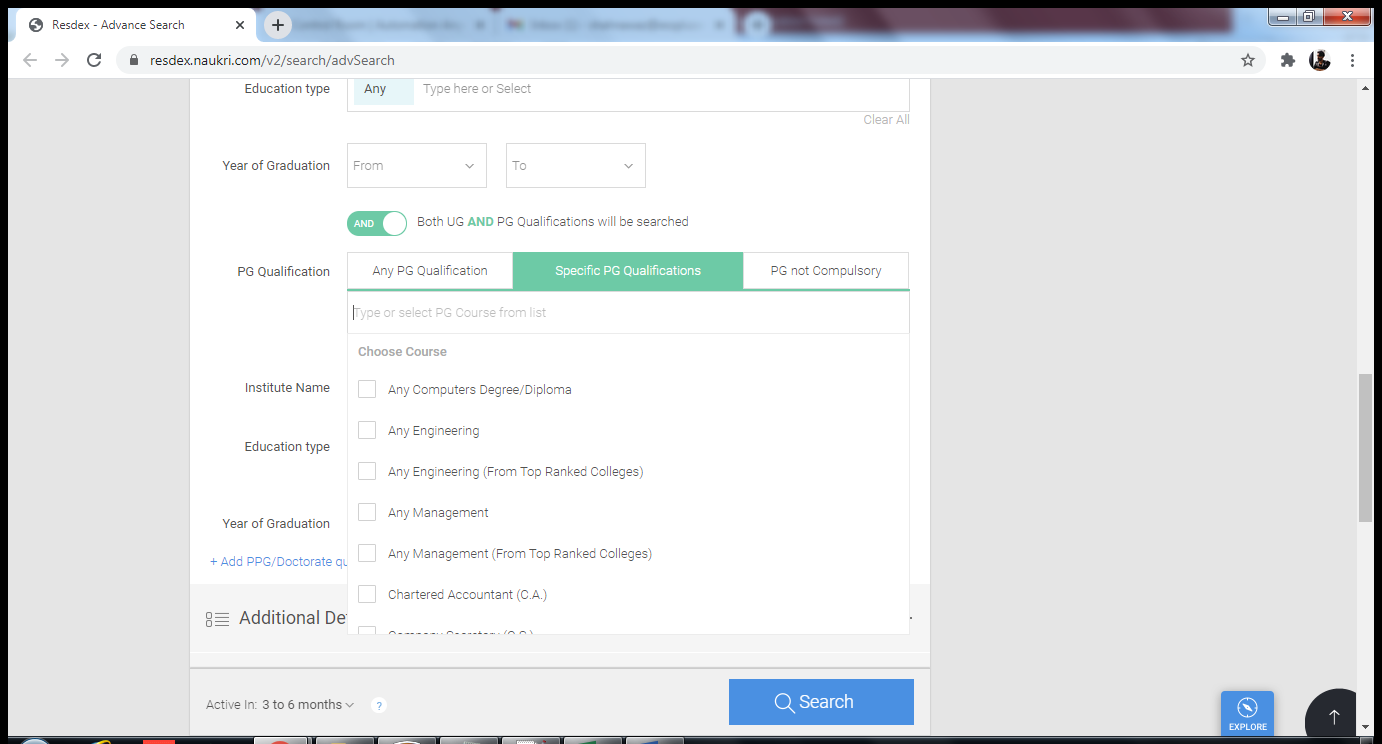 Resdex - Advance Search
resdex.naukri.com/v2/search/advSearch
Education type Any Type here or Select
Clear All
Year of Graduation From To
AND Both UG AND PG Qualifications will be searched
PG Qualification Any PG Qualification Specific PG Qualifications PG not Compulsory
Type or select PG Course from list
Choose Course
Institute Name Any Computers Degree/Diploma
Any Engineering
Education type
Any Engineering (From Top Ranked Colleges)
Any Management
Year of Graduation
Any Management (From Top Ranked Colleges)
+ Add PPG/Doctorate qu
Chartered Accountant (C.A.)
Additional De
Company Secretary (C.S.)
Active In: 3 to 6 months ? Search
EXPLORE